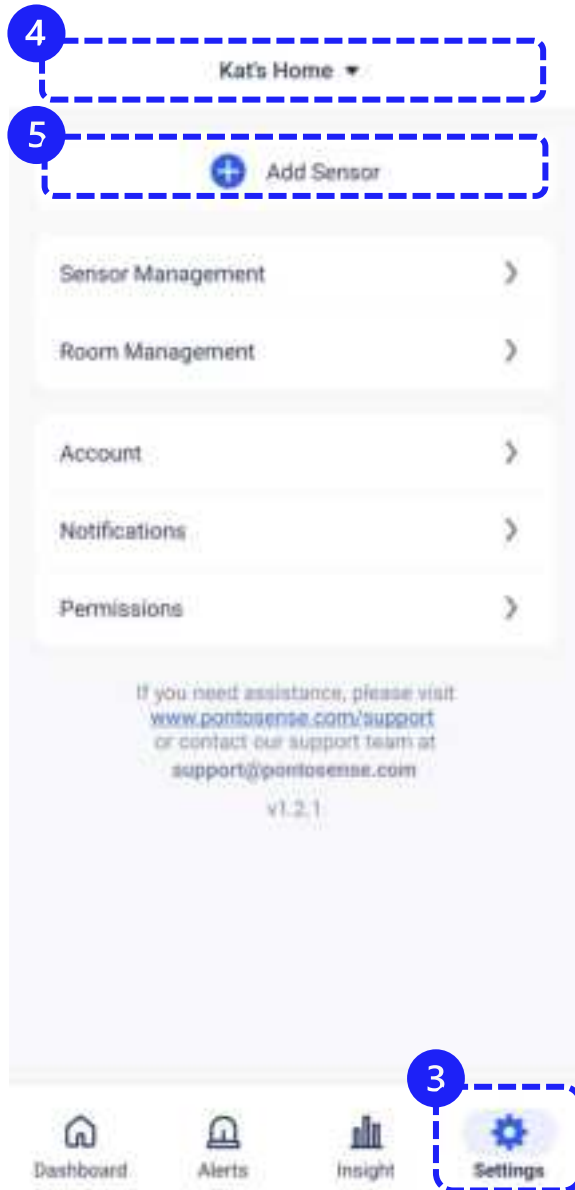 4
Kat's Home
5
Add Sensor
Sensor Management
Room Management
Account
Notifications
Permissions
If you need assistance, please visit
www.pontosense.com/support
or contact our support team at
support@pontosense.com
v1.2.1
3
Dashboard Alerts Insight Settings